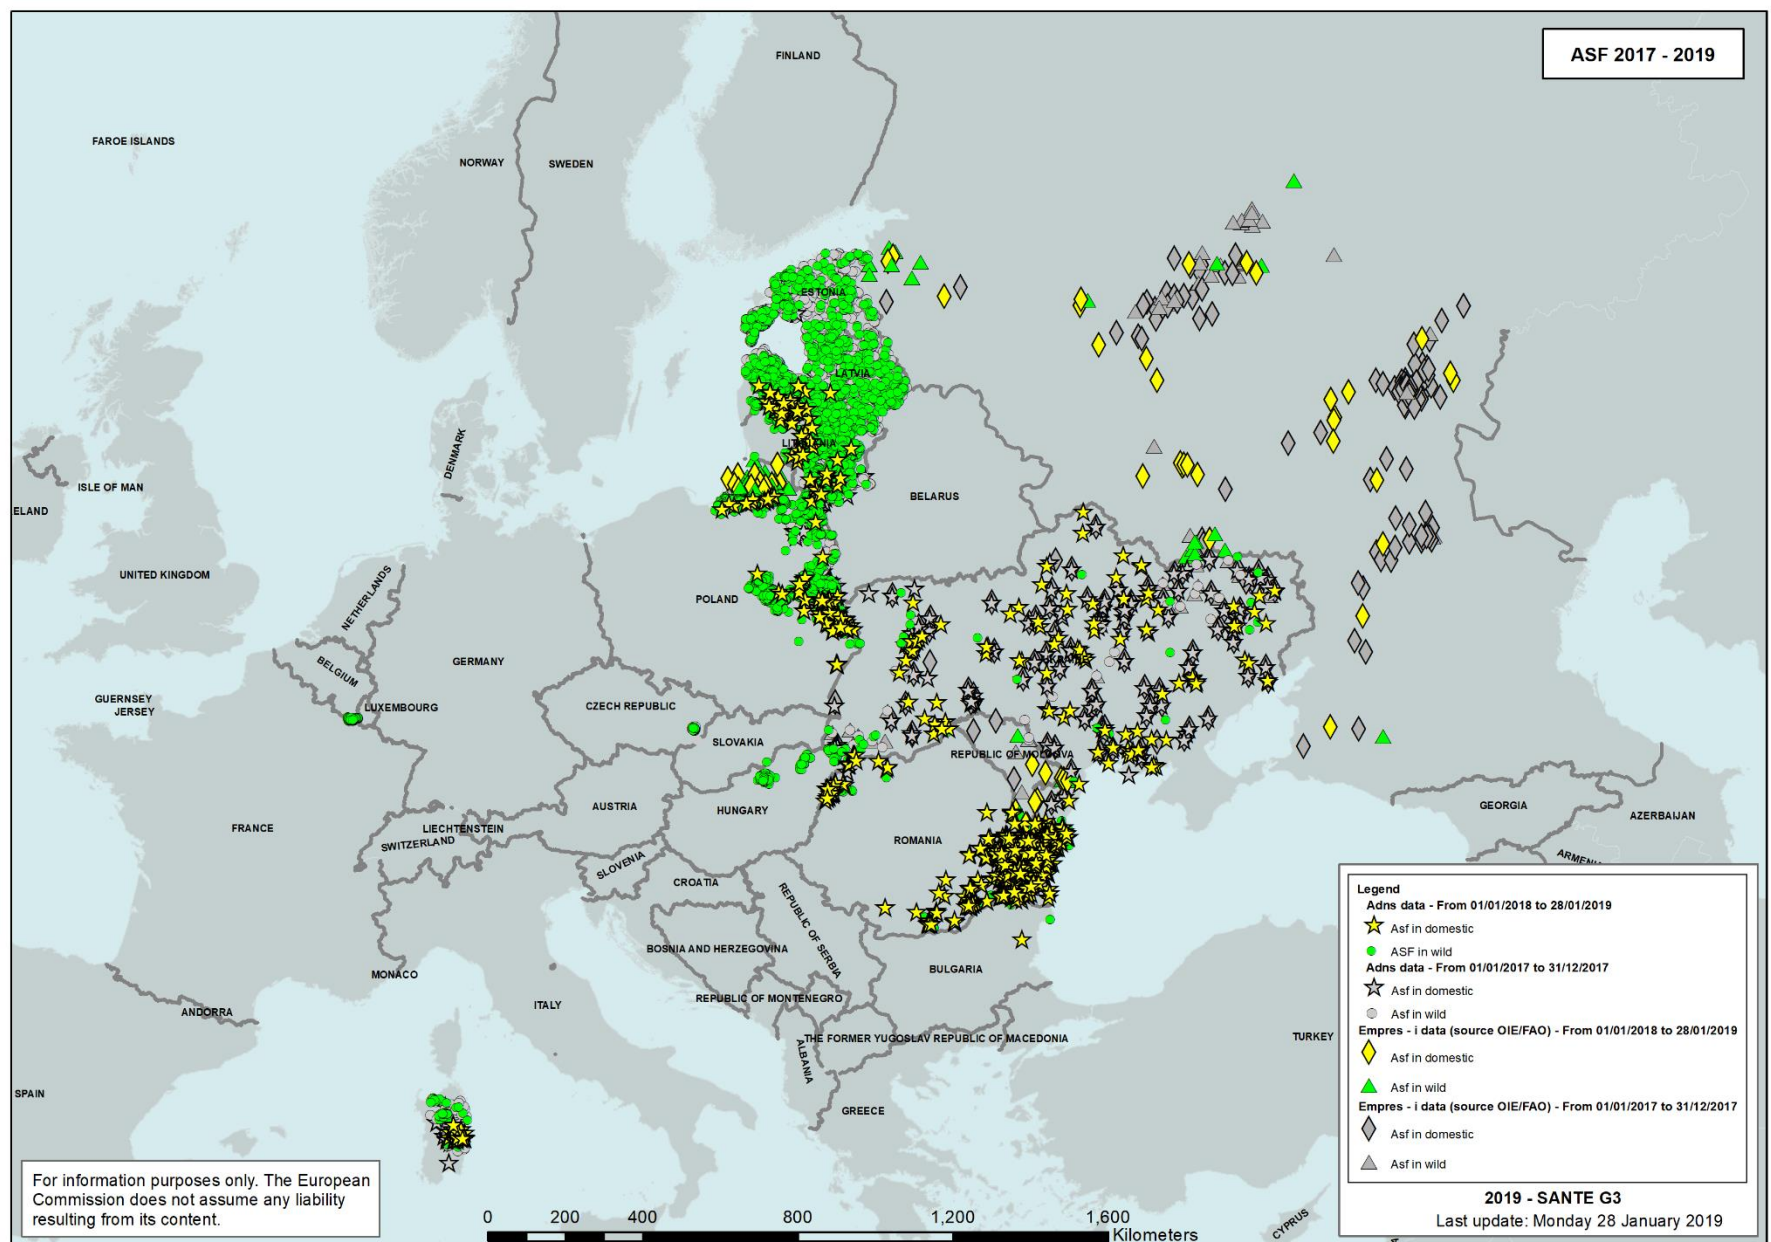 ASF 2017 - 2019
FINLAND
FAROE ISLANDS
NORWAY
SWEDEN
ESTONIA
LATVIA
LITHUANIA
DENMARK
ISLE OF MAN
ELAND
BELARUS
UNITED KINGDOM
NETHERLANDS
POLAND
BELGIUM
GERMANY
GUERNSEY
JERSEY
LUXEMBOURG
CZECH REPUBLIC
SLOVAKIA
REPUBLIC OF MOLDOVA
AUSTRIA
HUNGARY
FRANCE
LIECHTENSTEIN
SWITZERLAND
ROMANIA
GEORGIA
AZERBAIJAN
SLOVENIA
CROATIA
REPUBLIC OF SERBIA
BOSNIA AND HERZEGOVINA
MONACO
BULGARIA
ANDORRA
ITALY
REPUBLIC OF MONTENEGRO
THE FORMER YUGOSLAV REPUBLIC OF MACEDONIA
ALBANIA
TURKEY
SPAIN
GREECE
CYPRUS
Legend
Adns data - From 01/01/2018 to 28/01/2019
Asf in domestic
ASF in wild
Adns data - From 01/01/2017 to 31/12/2017
Asf in domestic
Asf in wild
Empres - i data (source OIE/FAO) - From 01/01/2018 to 28/01/2019
Asf in domestic
Asf in wild
Empres - i data (source OIE/FAO) - From 01/01/2017 to 31/12/2017
Asf in domestic
Asf in wild
2019 - SANTE G3
Last update: Monday 28 January 2019
For information purposes only. The European
Commission does not assume any liability
resulting from its content.
0 200 400 800 1,200 1,600
Kilometers